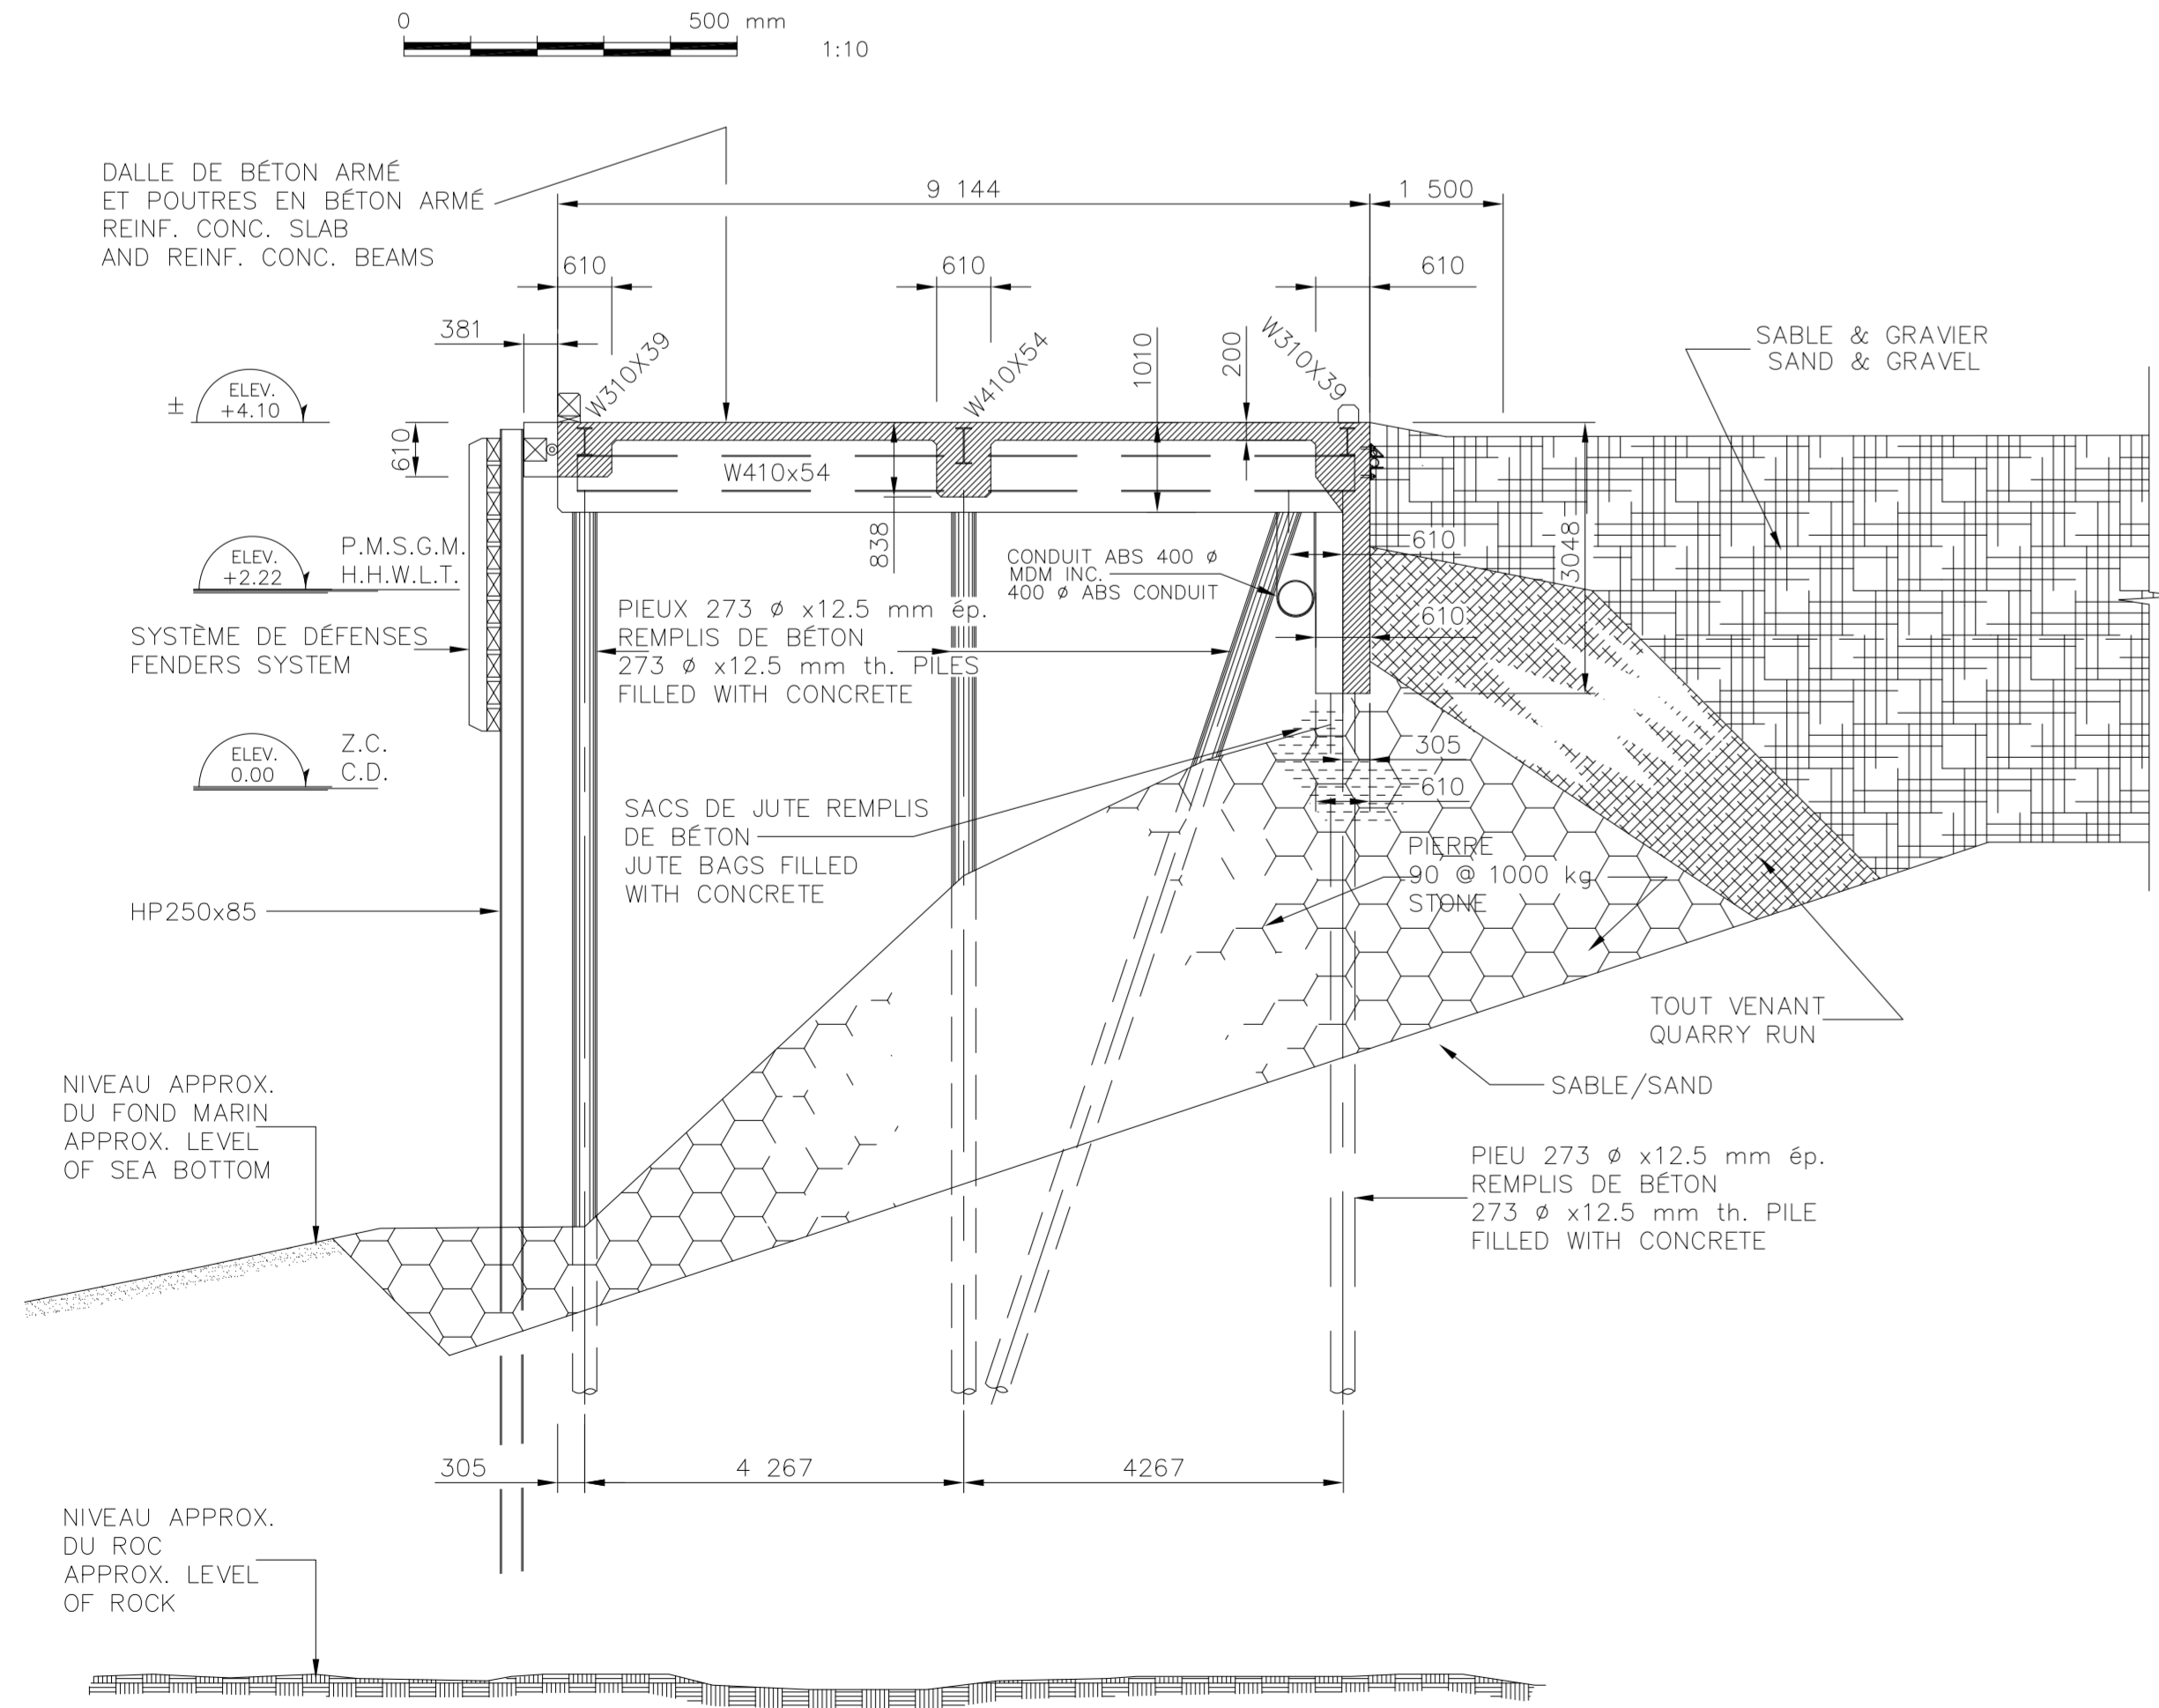 0
500 mm
1:10
DALLE DE BÉTON ARMÉ
ET POUTRES EN BÉTON ARMÉ
REINF. CONC. SLAB
AND REINF. CONC. BEAMS
9 144
1 500
610
610
610
381
W310X39
W410X54
1010
200
W310X39
SABLE & GRAVIER
SAND & GRAVEL
±
ELEV.
+4.10
610
W410x54
838
3048
ELEV.
+2.22
P.M.S.G.M.
H.H.W.L.T.
CONDUIT ABS 400 ø
MDM INC.
400 ø ABS CONDUIT
610
610
PIEUX 273 ø x12.5 mm ép.
REMPLIS DE BÉTON
273 ø x12.5 mm th. PILES
FILLED WITH CONCRETE
SYSTÈME DE DÉFENSES
FENDERS SYSTEM
ELEV.
0.00
Z.C.
C.D.
305
610
SACS DE JUTE REMPLIS
DE BÉTON
JUTE BAGS FILLED
WITH CONCRETE
PIERRE
90 @ 1000 kg
STONE
HP250x85
TOUT VENANT
QUARRY RUN
SABLE/SAND
NIVEAU APPROX.
DU FOND MARIN
APPROX. LEVEL
OF SEA BOTTOM
PIEU 273 ø x12.5 mm ép.
REMPLIS DE BÉTON
273 ø x12.5 mm th. PILE
FILLED WITH CONCRETE
305
4 267
4267
NIVEAU APPROX.
DU ROC
APPROX. LEVEL
OF ROCK